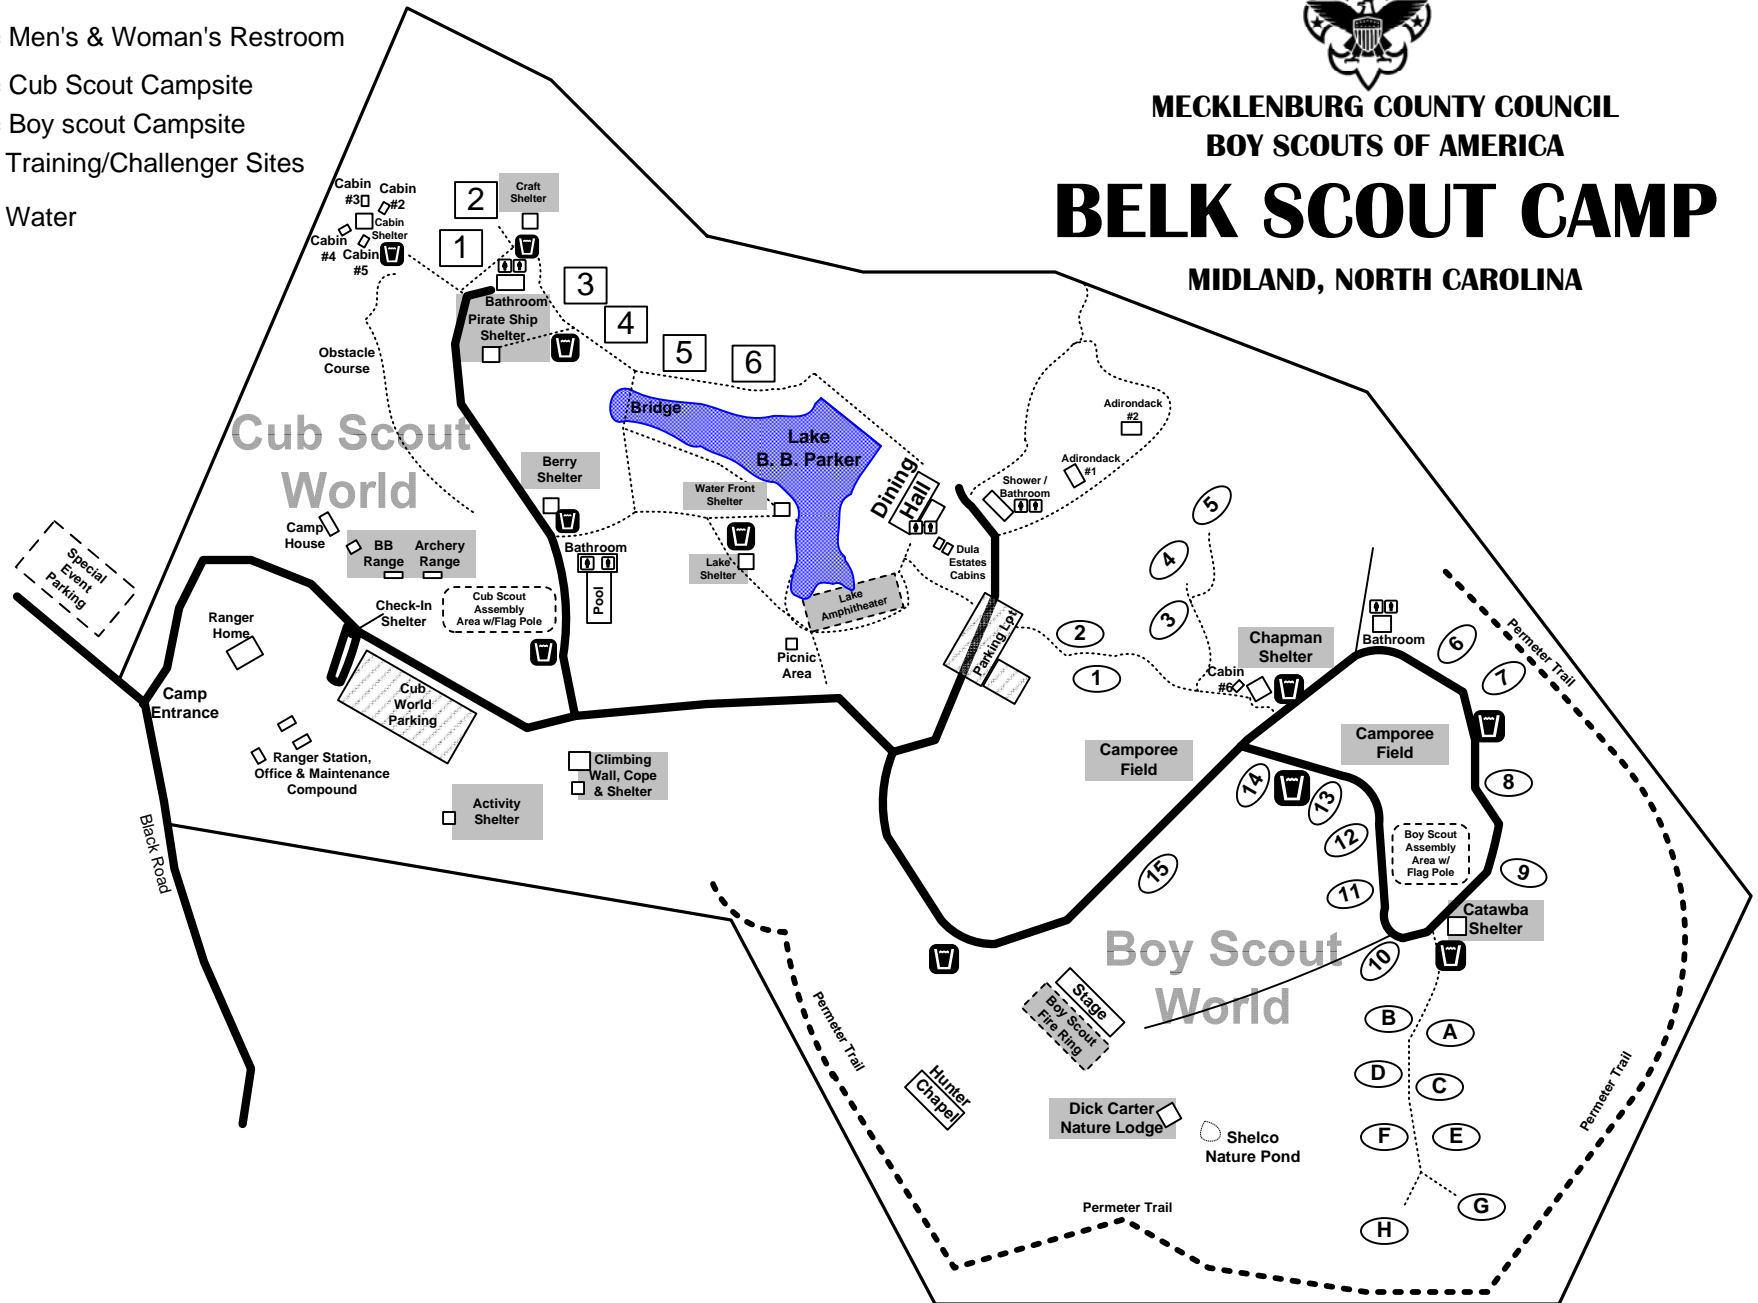 Men's & Woman's Restroom
Cub Scout Campsite
Boy scout Campsite
Training/Challenger Sites
Water
MECKLENBURG COUNTY COUNCIL
BOY SCOUTS OF AMERICA
BELK SCOUT CAMP
MIDLAND, NORTH CAROLINA
Cabin
#3
Cabin
#2
Cabin
Shelter
Cabin
#4
Cabin
#5
2
1
Craft
Shelter
Bathroom
Pirate Ship
Shelter
3
4
5
6
Obstacle
Course
Cub Scout
World
Bridge
Lake
B. B. Parker
Berry
Shelter
Water Front
Shelter
Lake
Shelter
Dining
Hall
Shower /
Bathroom
Adirondack
#1
Adirondack
#2
Dula
Estates
Cabins
Camp
House
BB
Range
Archery
Range
Special
Event
Parking
Check-In
Shelter
Cub Scout
Assembly
Area w/Flag Pole
Bathroom
Pool
Lake
Amphitheater
Picnic
Area
Parking Lot
Ranger
Home
Camp
Entrance
Cub
World
Parking
Ranger Station,
Office & Maintenance
Compound
Climbing
Wall, Cope
& Shelter
Activity
Shelter
Black Road
5
4
3
2
1
Cabin
#6
Chapman
Shelter
Bathroom
6
7
Permeter Trail
Camporee
Field
Camporee
Field
8
14
13
12
11
15
Boy Scout
Assembly
Area w/
Flag Pole
9
Catawba
Shelter
10
Boy Scout
World
Stage
Boy Scout
Fire Ring
Permeter Trail
Hunter
Chapel
Dick Carter
Nature Lodge
Shelco
Nature Pond
B
A
D
C
F
E
G
H
Permeter Trail
Permeter Trail